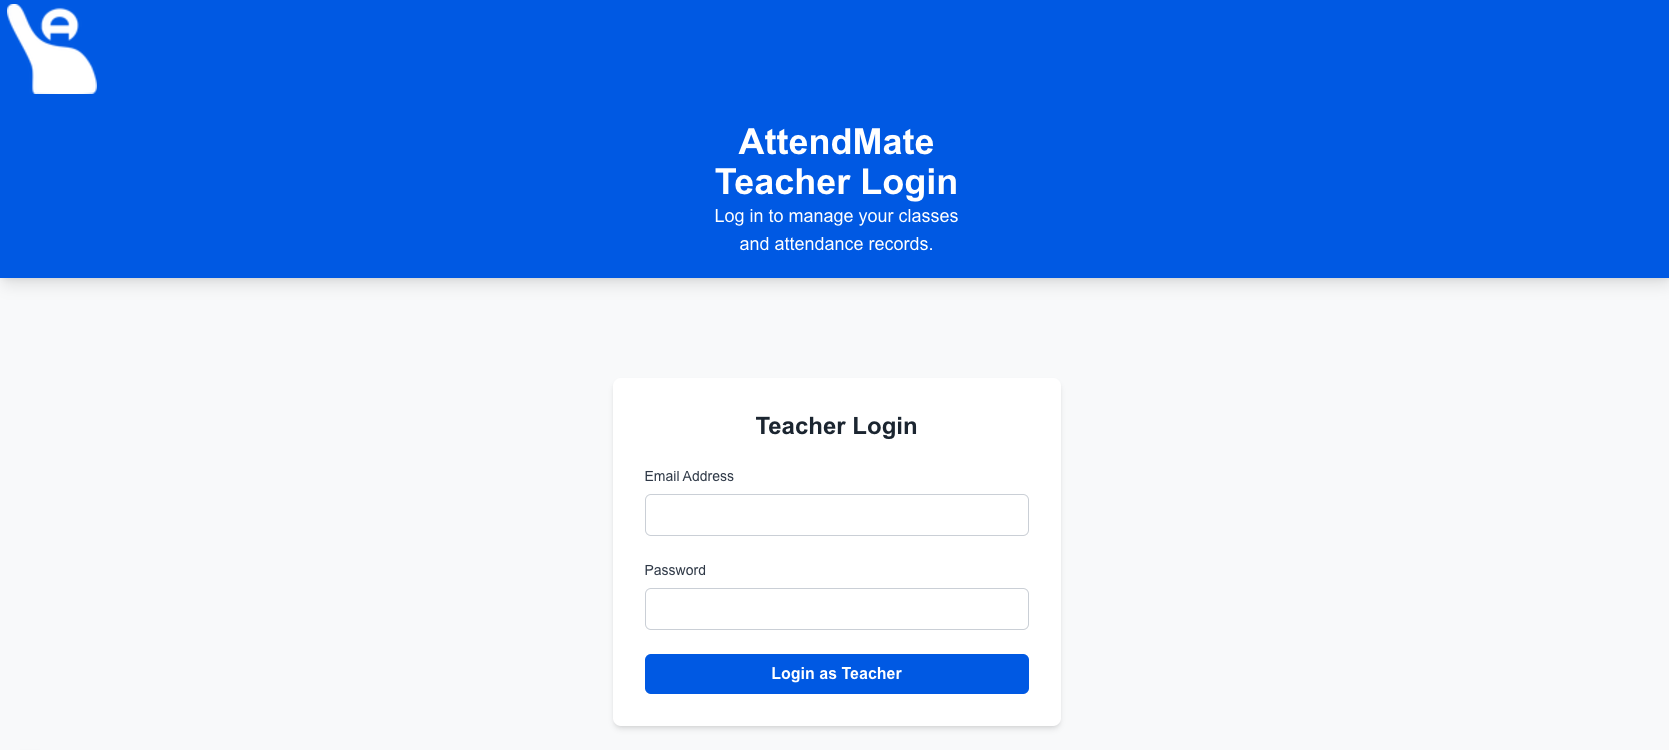 A
AttendMate
Teacher Login
Log in to manage your classes
and attendance records.
Teacher Login
Email Address
Password
Login as Teacher